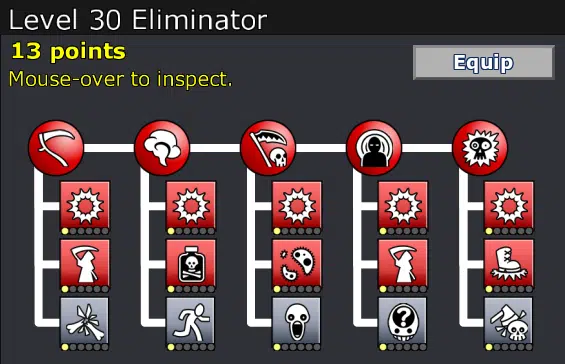 Level 30 Eliminator
13 points
Equip
Mouse-over to inspect.
?